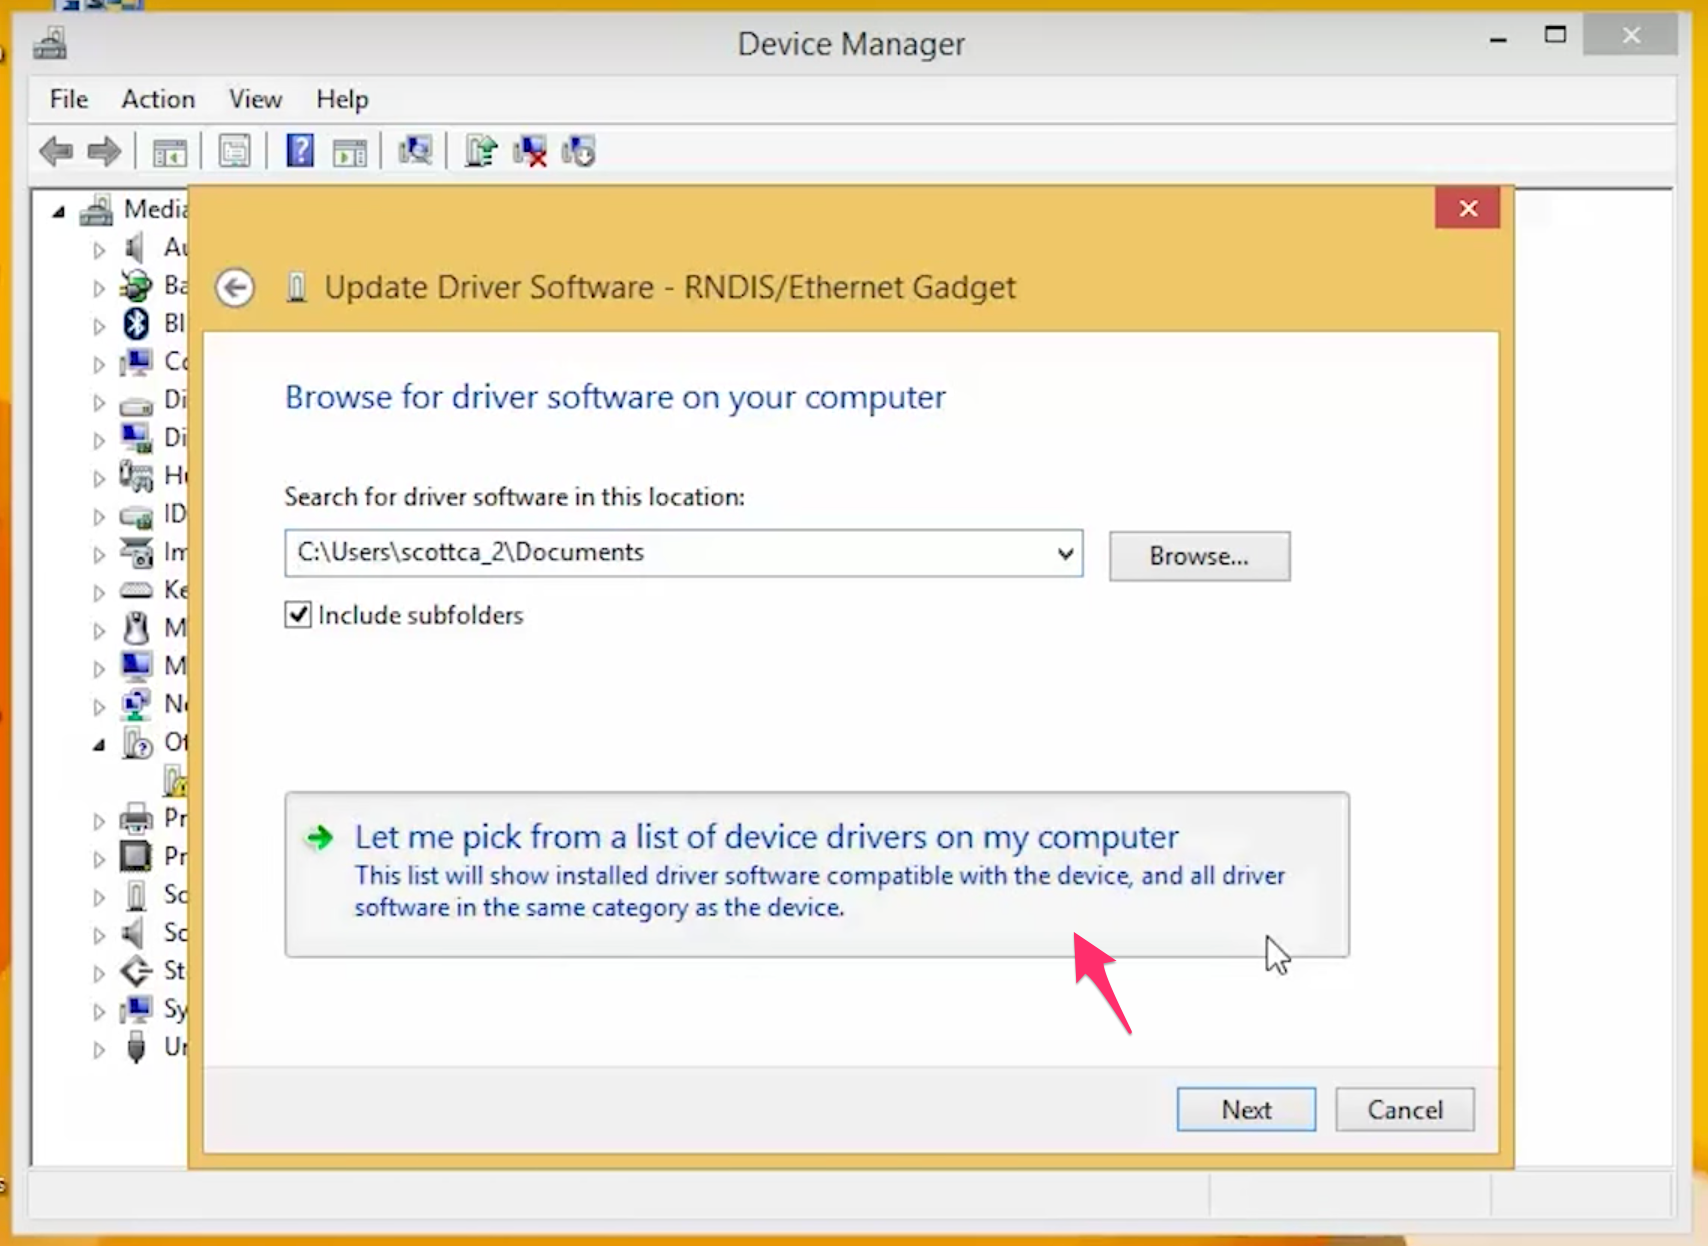 Device Manager
File Action View Help
Media
Au
Ba
Bl
Co
Di
Di
Hu
ID
Im
Ke
M
M
Ne
Ot
Pr
Pr
So
So
St
Sy
Un
Update Driver Software - RNDIS/Ethernet Gadget
Browse for driver software on your computer
Search for driver software in this location:
C:\Users\scottca_2\Documents
Browse...
Include subfolders
Let me pick from a list of device drivers on my computer
This list will show installed driver software compatible with the device, and all driver
software in the same category as the device.
Next Cancel